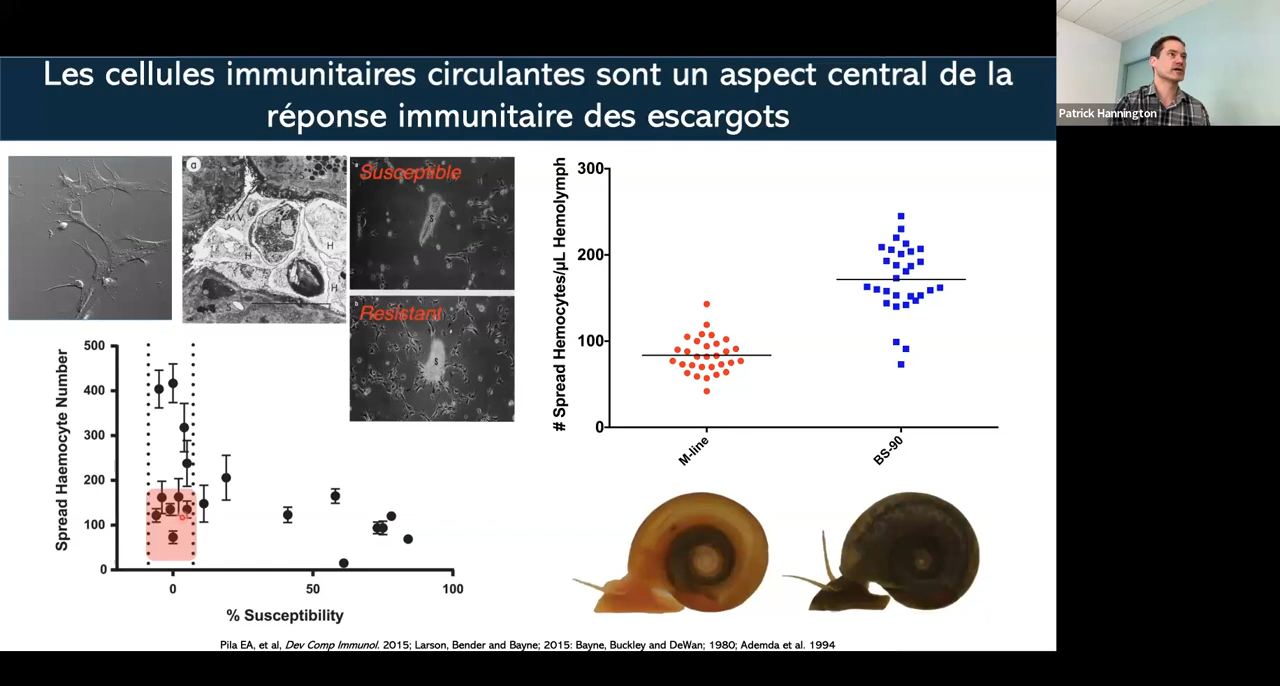 Les cellules immunitaires circulantes sont un aspect central de la
réponse immunitaire des escargots
Patrick Hannington
a
MV
H
H
H
a
Susceptible
S
b
Resistant
S
# Spread Hemocytes/µL Hemolymph
300
200
100
0
M-line
BS-90
Spread Haemocyte Number
500
400
300
200
100
0
0
50
100
% Susceptibility
Pila EA, et al, Dev Comp Immunol. 2015; Larson, Bender and Bayne; 2015: Bayne, Buckley and DeWan; 1980; Ademda et al. 1994